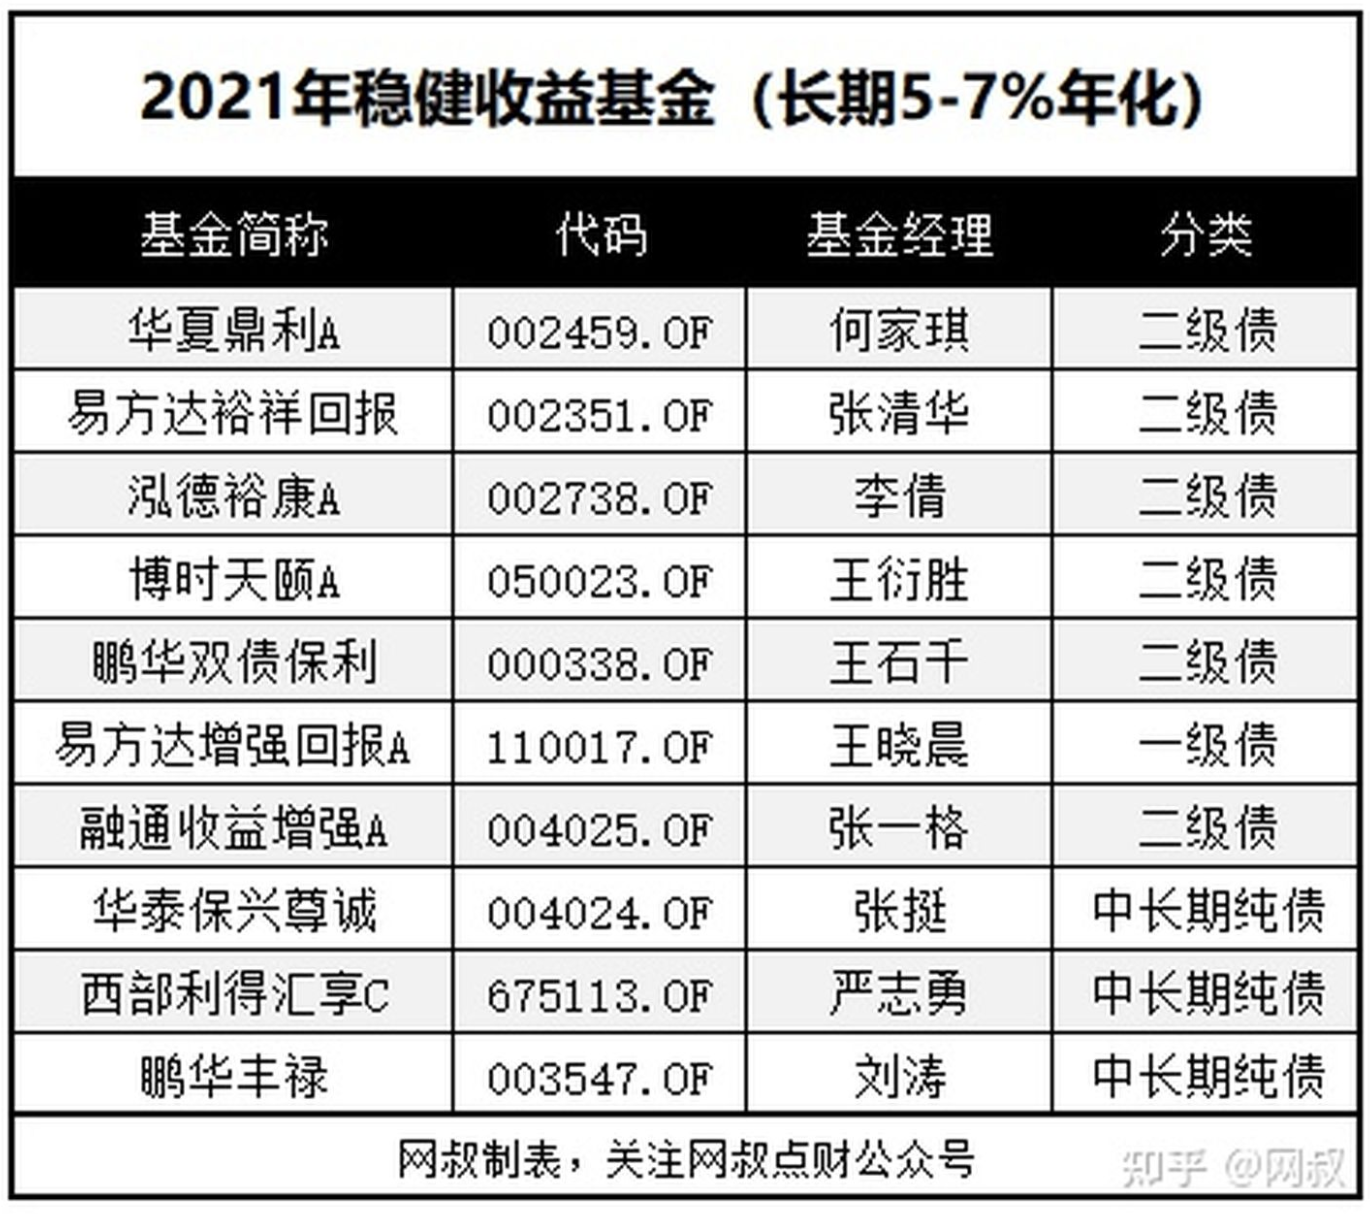 2021年稳健收益基金（长期5-7%年化）
基金简称 代码 基金经理 分类
华夏鼎利A 002459.OF 何家琪 二级债
易方达裕祥回报 002351.OF 张清华 二级债
泓德裕康A 002738.OF 李倩 二级债
博时天颐A 050023.OF 王衍胜 二级债
鹏华双债保利 000338.OF 王石千 二级债
易方达增强回报A 110017.OF 王晓晨 一级债
融通收益增强A 004025.OF 张一格 二级债
华泰保兴尊诚 004024.OF 张挺 中长期纯债
西部利得汇享C 675113.OF 严志勇 中长期纯债
鹏华丰禄 003547.OF 刘涛 中长期纯债
网叔制表，关注网叔点财公众号
知乎 @网叔